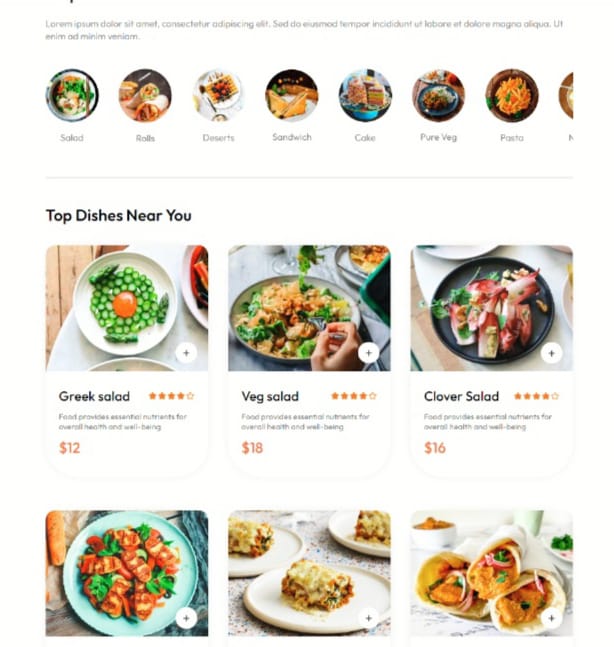 Lorem ipsum dolor sit amet, consectetur adipiscing elit. Sed do eiusmod tempor incididunt ut labore et dolore magna aliqua. Ut
enim ad minim veniam.
Salad Rolls Deserts Sandwich Cake Pure Veg Pasta N
Top Dishes Near You
Greek salad Veg salad Clover Salad
Food provides essential nutrients for Food provides essential nutrients for Food provides essential nutrients for
overall health and well-being overall health and well-being overall health and well-being
$12 $18 $16